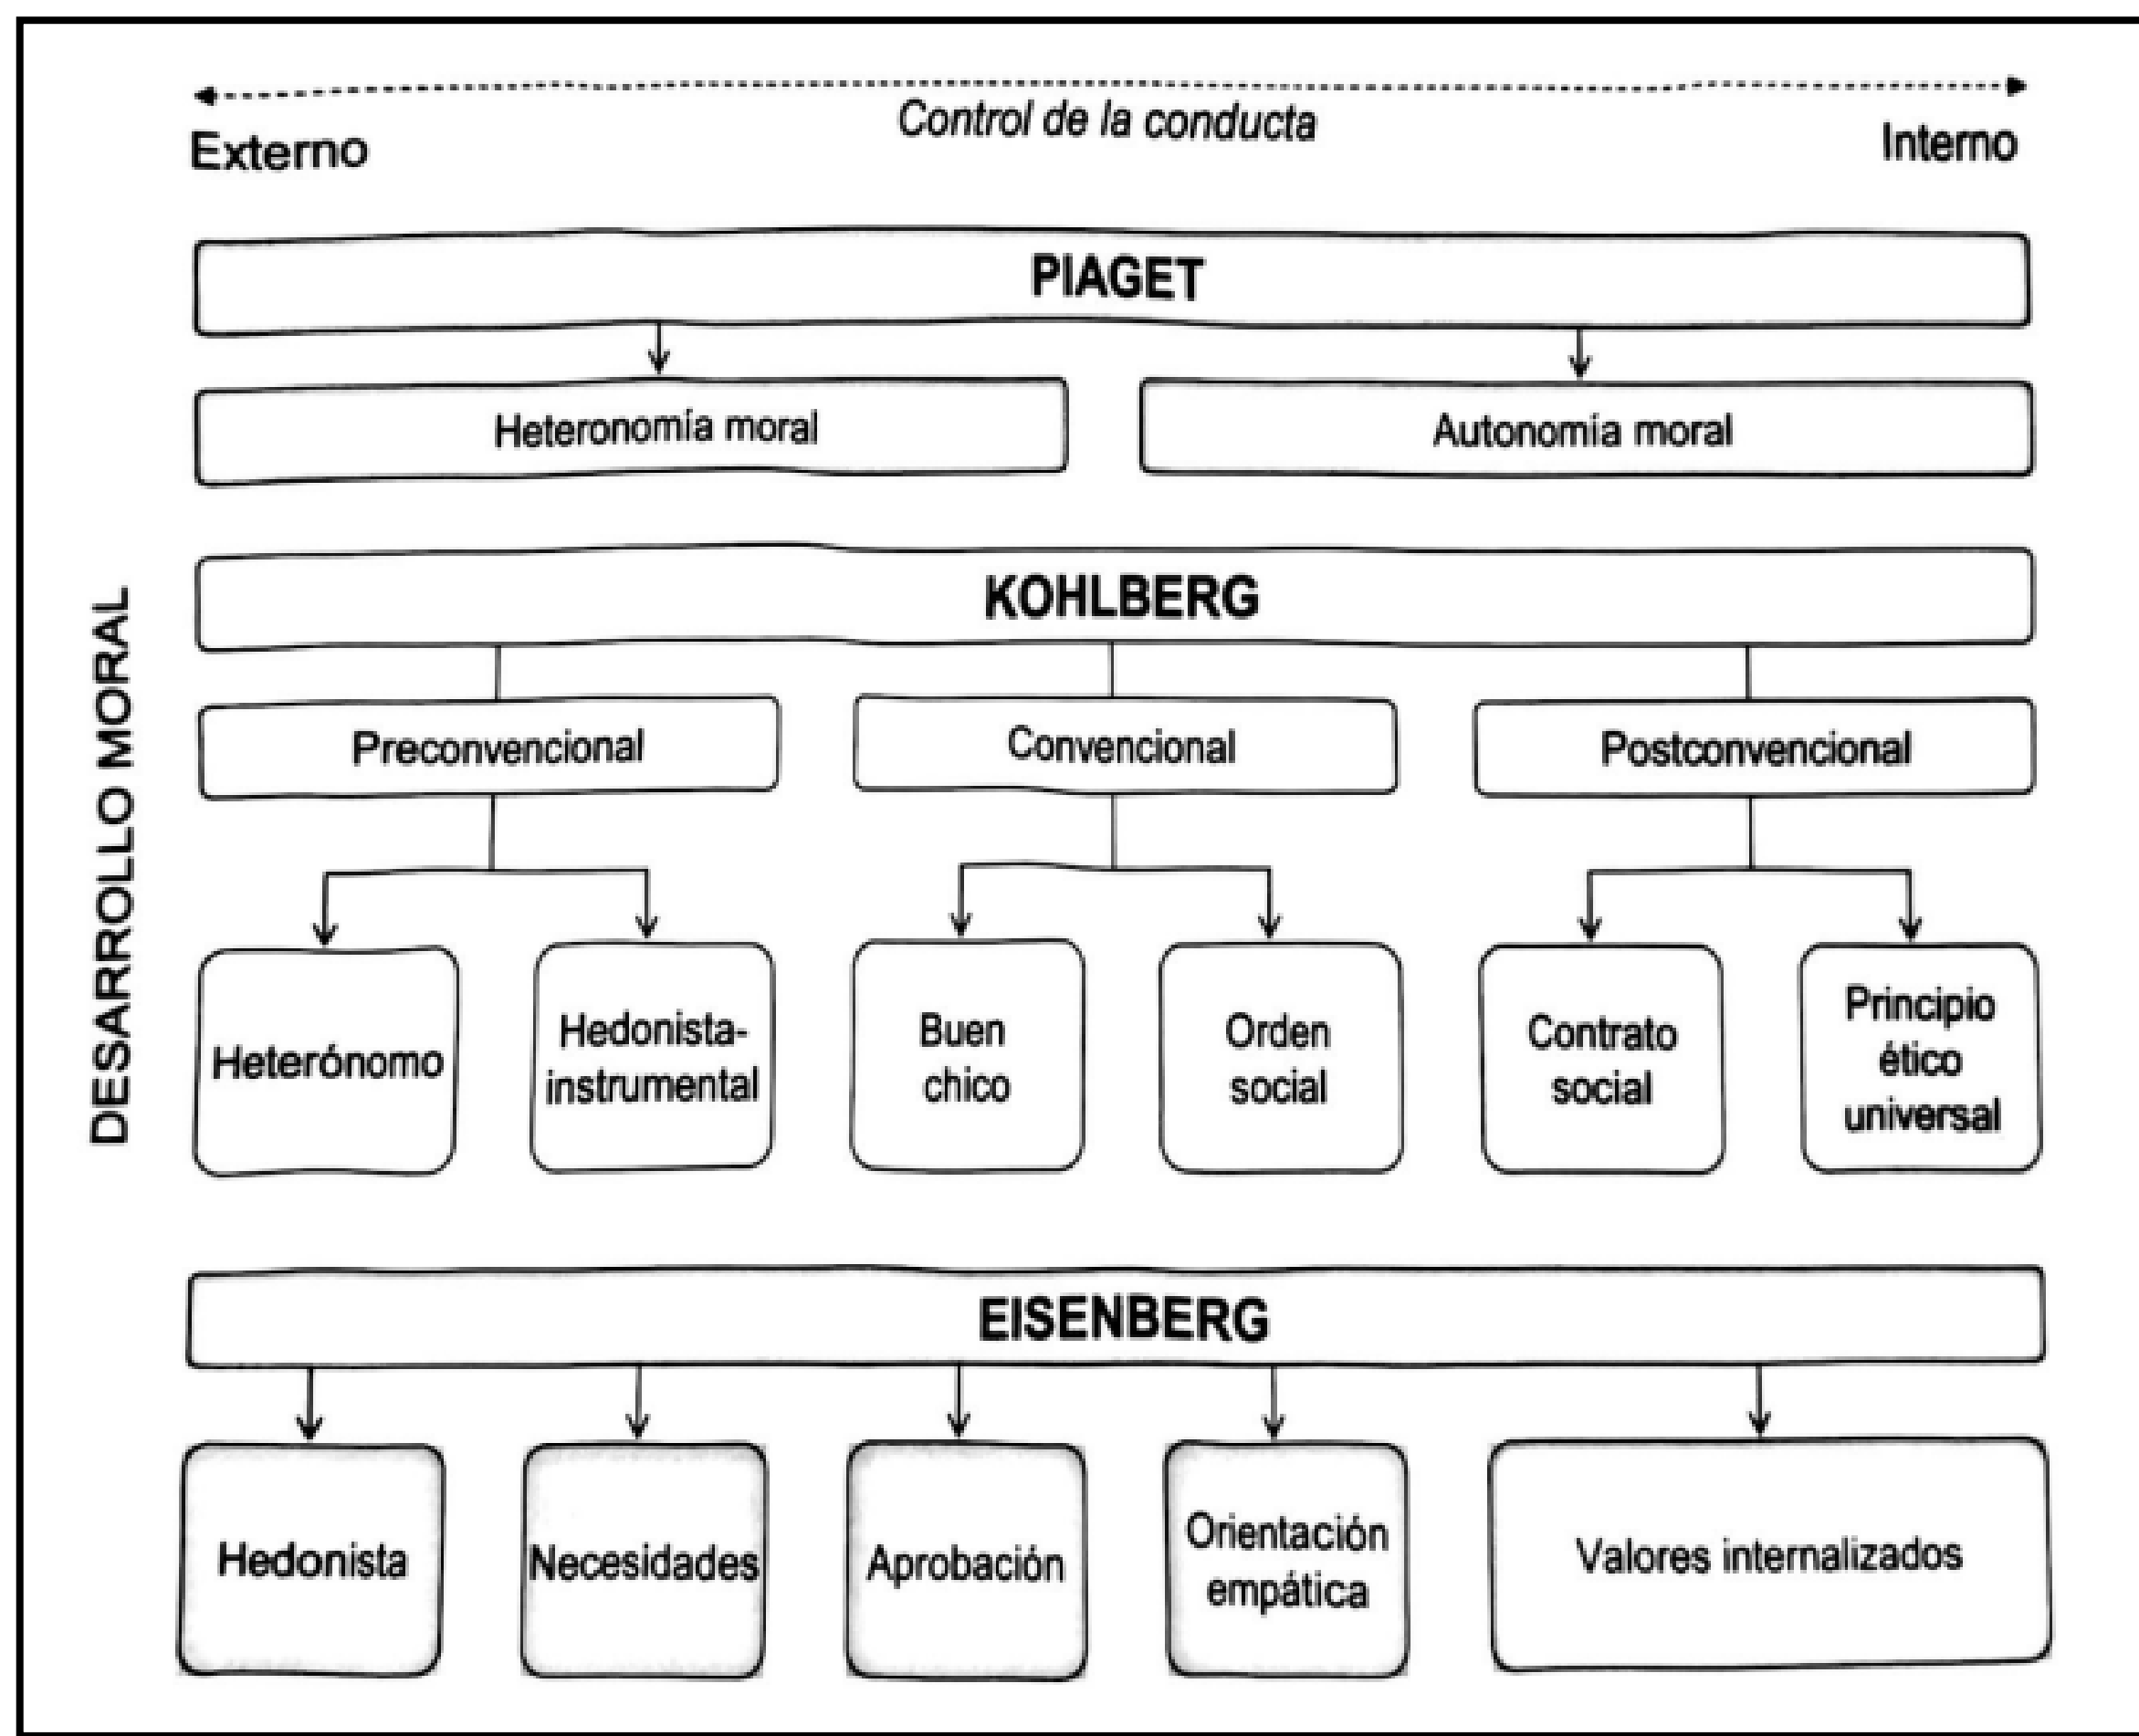 Control de la conducta
Externo
Interno
PIAGET
Heteronomía moral
Autonomía moral
DESARROLLO MORAL
KOHLBERG
Preconvencional
Convencional
Postconvencional
Heterónomo
Hedonista-
instrumental
Buen
chico
Orden
social
Contrato
social
Principio
ético
universal
EISENBERG
Hedonista
Necesidades
Aprobación
Orientación
empática
Valores internalizados